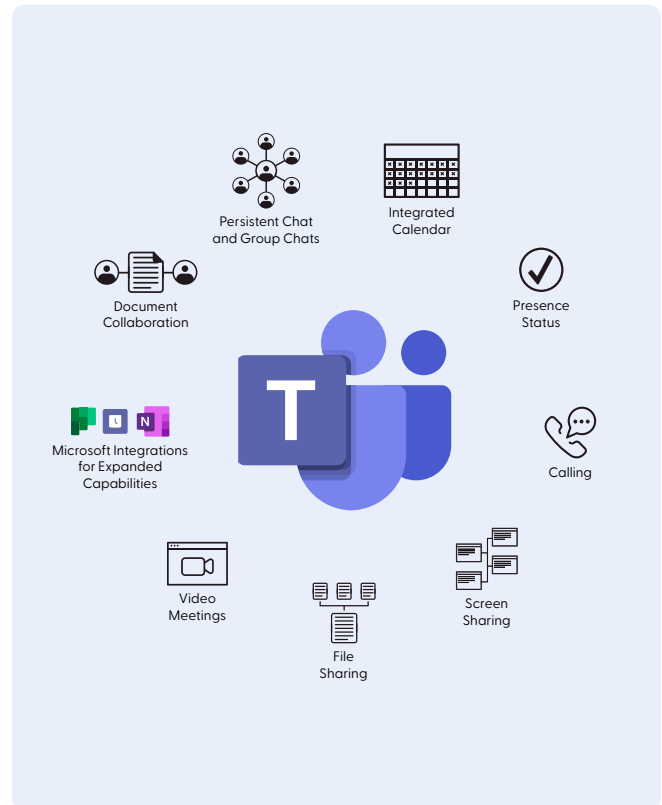 Persistent Chat
and Group Chats
Integrated
Calendar
Document
Collaboration
Presence
Status
T
N
Microsoft Integrations
for Expanded
Capabilities
Calling
Video
Meetings
Screen
Sharing
File
Sharing